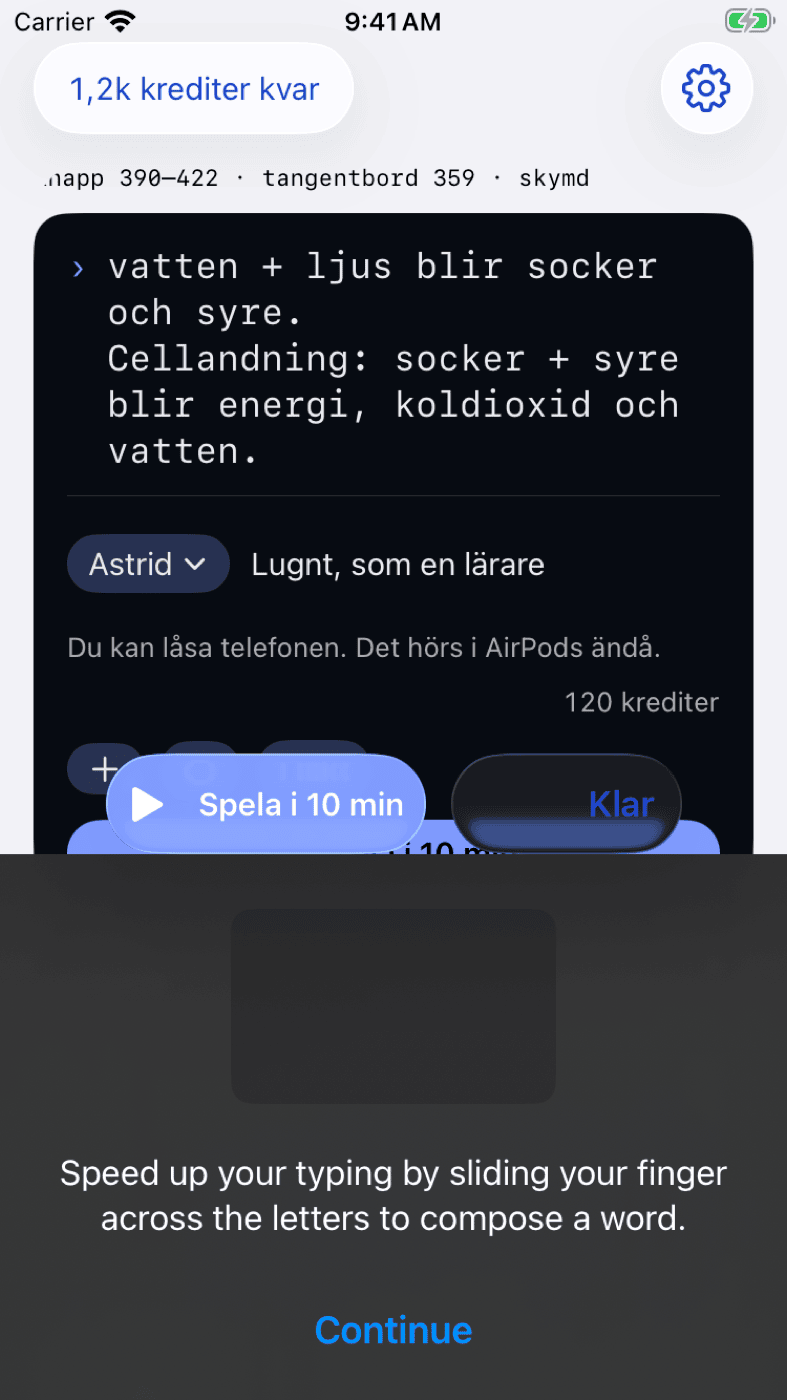 Carrier
9:41 AM
1,2k krediter kvar
390–422 · tangentbord 359 · skymd
› vatten + ljus blir socker
och syre.
Cellandning: socker + syre
blir energi, koldioxid och
vatten.
Astrid
Lugnt, som en lärare
Du kan låsa telefonen. Det hörs i AirPods ändå.
120 krediter
Spela i 10 min
Klar
i 10
Speed up your typing by sliding your finger
across the letters to compose a word.
Continue